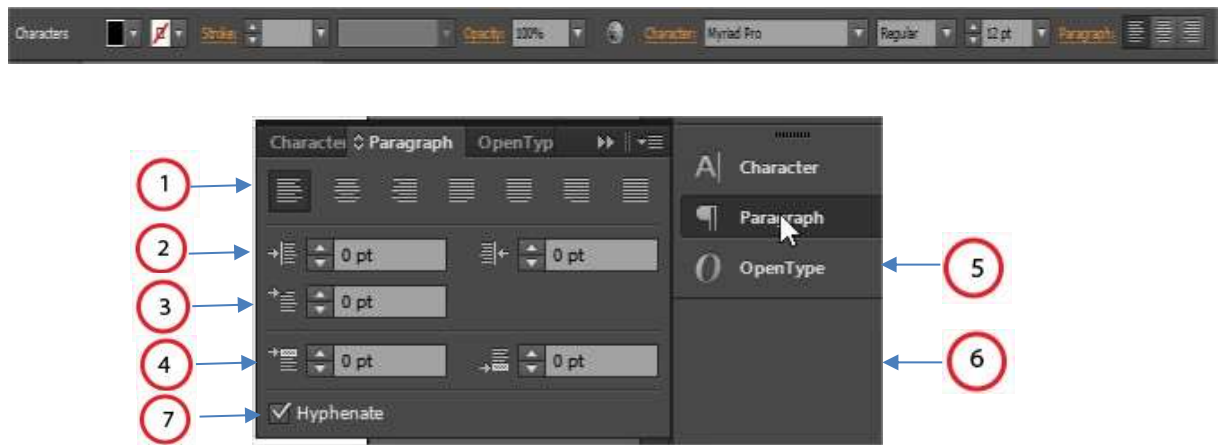 Characters Stroke: Opacity: 100% Character: Myriad Pro Regular 12 pt Paragraph:
Character Paragraph OpenTyp
Character
1
Paragraph
2
0 pt 0 pt
OpenType
5
3
0 pt
4
0 pt 0 pt
6
7
Hyphenate